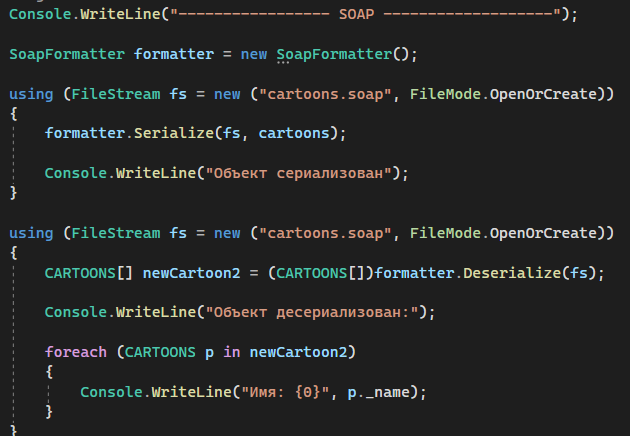 Console.WriteLine("----------------- SOAP -------------------");
SoapFormatter formatter = new SoapFormatter();
using (FileStream fs = new ("cartoons.soap", FileMode.OpenOrCreate))
{
formatter.Serialize(fs, cartoons);
Console.WriteLine("Объект сериализован");
}
using (FileStream fs = new ("cartoons.soap", FileMode.OpenOrCreate))
{
CARTOONS[] newCartoon2 = (CARTOONS[])formatter.Deserialize(fs);
Console.WriteLine("Объект десериализован:");
foreach (CARTOONS p in newCartoon2)
{
Console.WriteLine("Имя: {0}", p._name);
}
}